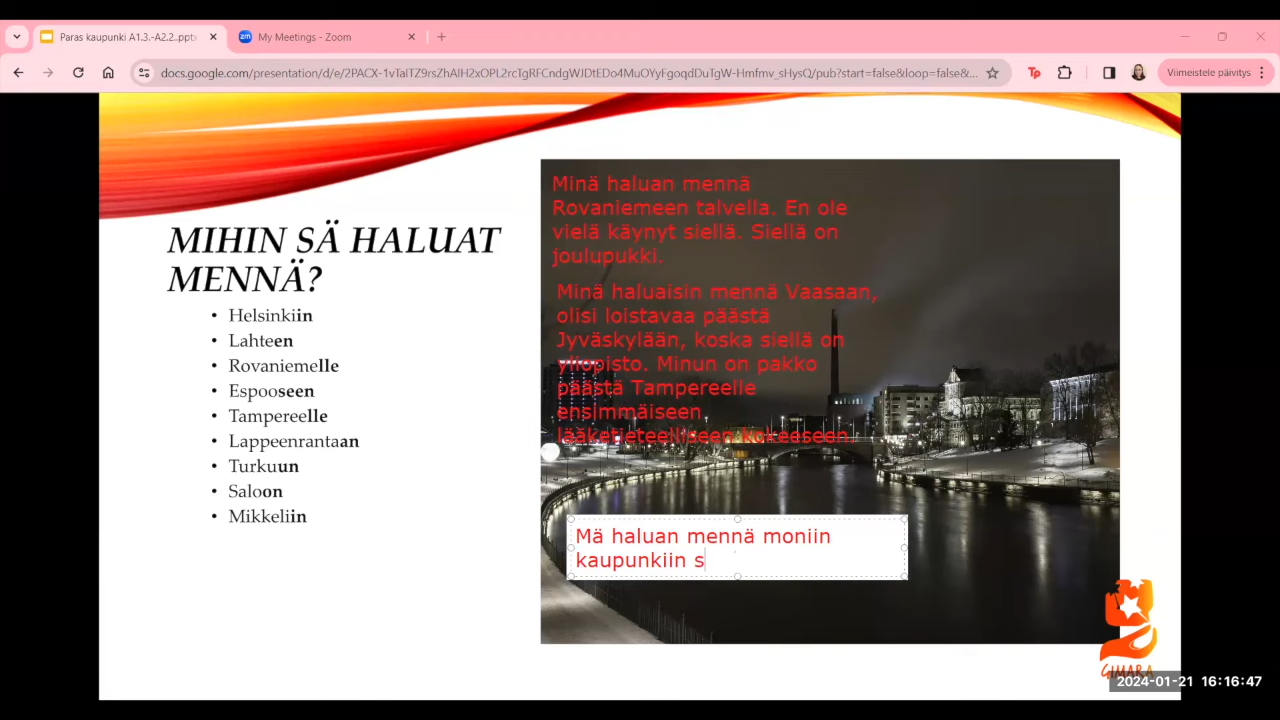 Paras kaupunki A1.3.-A2.2..pptx
My Meetings - Zoom
docs.google.com/presentation/d/e/2PACX-1vTaITZ9rsZhAIH2xOPL2rcTgRFCndgWJDtEDo4MuOYyFgoqdDuTgW-Hmfmv_sHysQ/pub?start=false&loop=false&...
Viimeistele päivitys
MIHIN SÄ HALUAT
MENNÄ?
• Helsinkiin
• Lahteen
• Rovaniemelle
• Espooseen
• Tampereelle
• Lappeenrantaan
• Turkuun
• Saloon
• Mikkeliin
Minä haluan mennä
Rovaniemeen talvella. En ole
vielä käynyt siellä. Siellä on
joulupukki.
Minä haluaisin mennä Vaasaan,
olisi loistavaa päästä
Jyväskylään, koska siellä on
yliopisto. Minun on pakko
päästä Tampereelle
ensimmäiseen
lääketieteelliseen kokeeseen.
Mä haluan mennä moniin
kaupunkiin s
GIMARA
2024-01-21 16:16:47